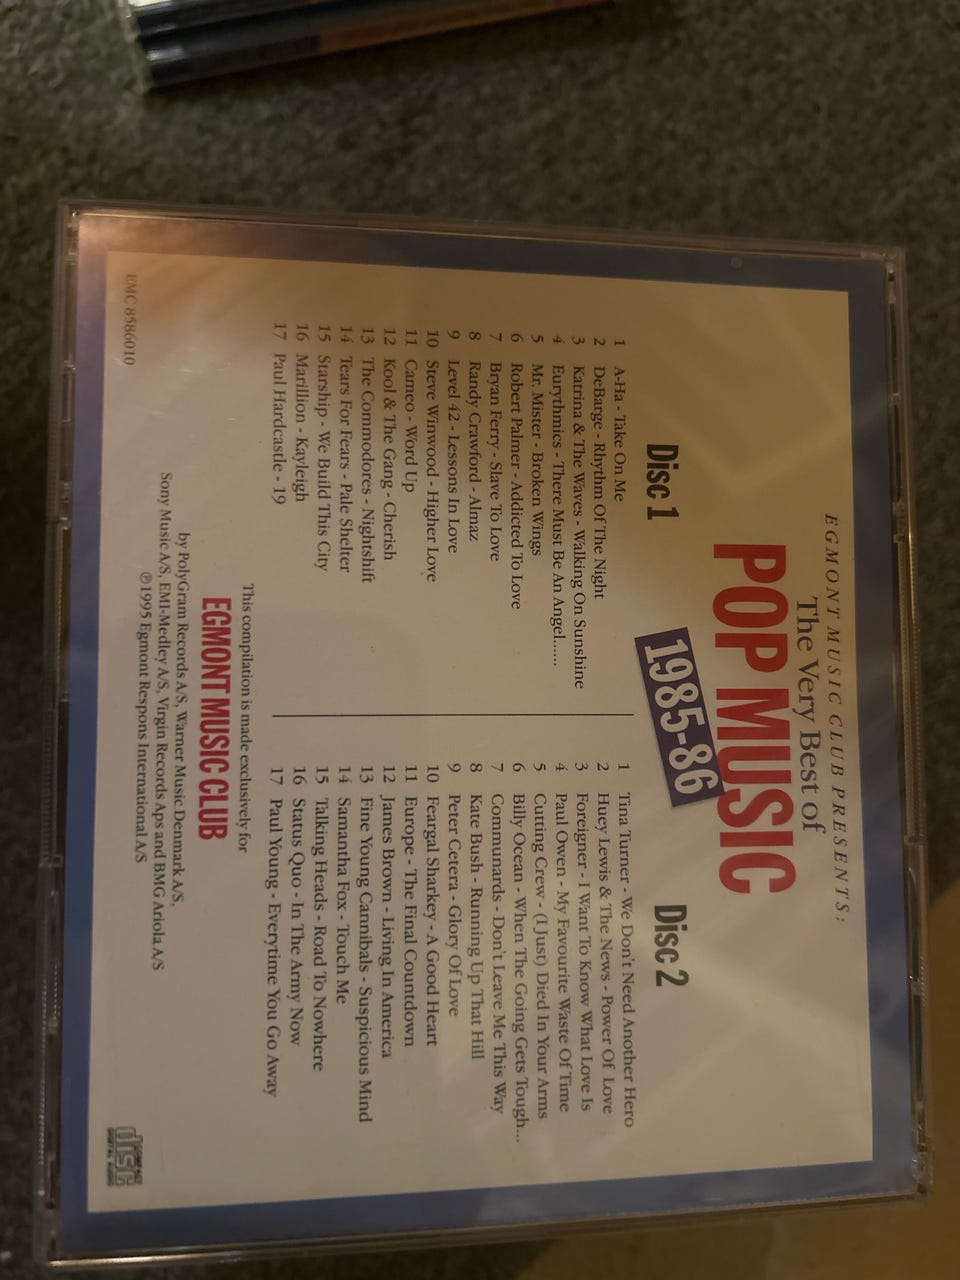 EGMONT MUSIC CLUB PRESENTS:
The Very Best of
POP MUSIC
1985-86
Disc 1
1 A-Ha - Take On Me
2 DeBarge - Rhythm Of The Night
3 Katrina & The Waves - Walking On Sunshine
4 Eurythmics - There Must Be An Angel......
5 Mr. Mister - Broken Wings
6 Robert Palmer - Addicted To Love
7 Bryan Ferry - Slave To Love
8 Randy Crawford - Almaz
9 Level 42 - Lessons In Love
10 Steve Winwood - Higher Love
11 Cameo - Word Up
12 Kool & The Gang - Cherish
13 The Commodores - Nightshift
14 Tears For Fears - Pale Shelter
15 Starship - We Build This City
16 Marillion - Kayleigh
17 Paul Hardcastle - 19
Disc 2
1 Tina Turner - We Don't Need Another Hero
2 Huey Lewis & The News - Power Of Love
3 Foreigner - I Want To Know What Love Is
4 Paul Owen - My Favourite Waste Of Time
5 Cutting Crew - (I Just) Died In Your Arms
6 Billy Ocean - When The Going Gets Tough...
7 Communards - Don't Leave Me This Way
8 Kate Bush - Running Up That Hill
9 Peter Cetera - Glory Of Love
10 Feargal Sharkey - A Good Heart
11 Europe - The Final Countdown
12 James Brown - Living In America
13 Fine Young Cannibals - Suspicious Mind
14 Samantha Fox - Touch Me
15 Talking Heads - Road To Nowhere
16 Status Quo - In The Army Now
17 Paul Young - Everytime You Go Away
This compilation is made exclusively for
EGMONT MUSIC CLUB
by PolyGram Records A/S, Warner Music Denmark A/S,
Sony Music A/S, EMI-Medley A/S, Virgin Records Aps and BMG Ariola A/S
℗1995 Egmont Respons International A/S
EMC 8586010
COMPACT
disc
DIGITAL AUDIO